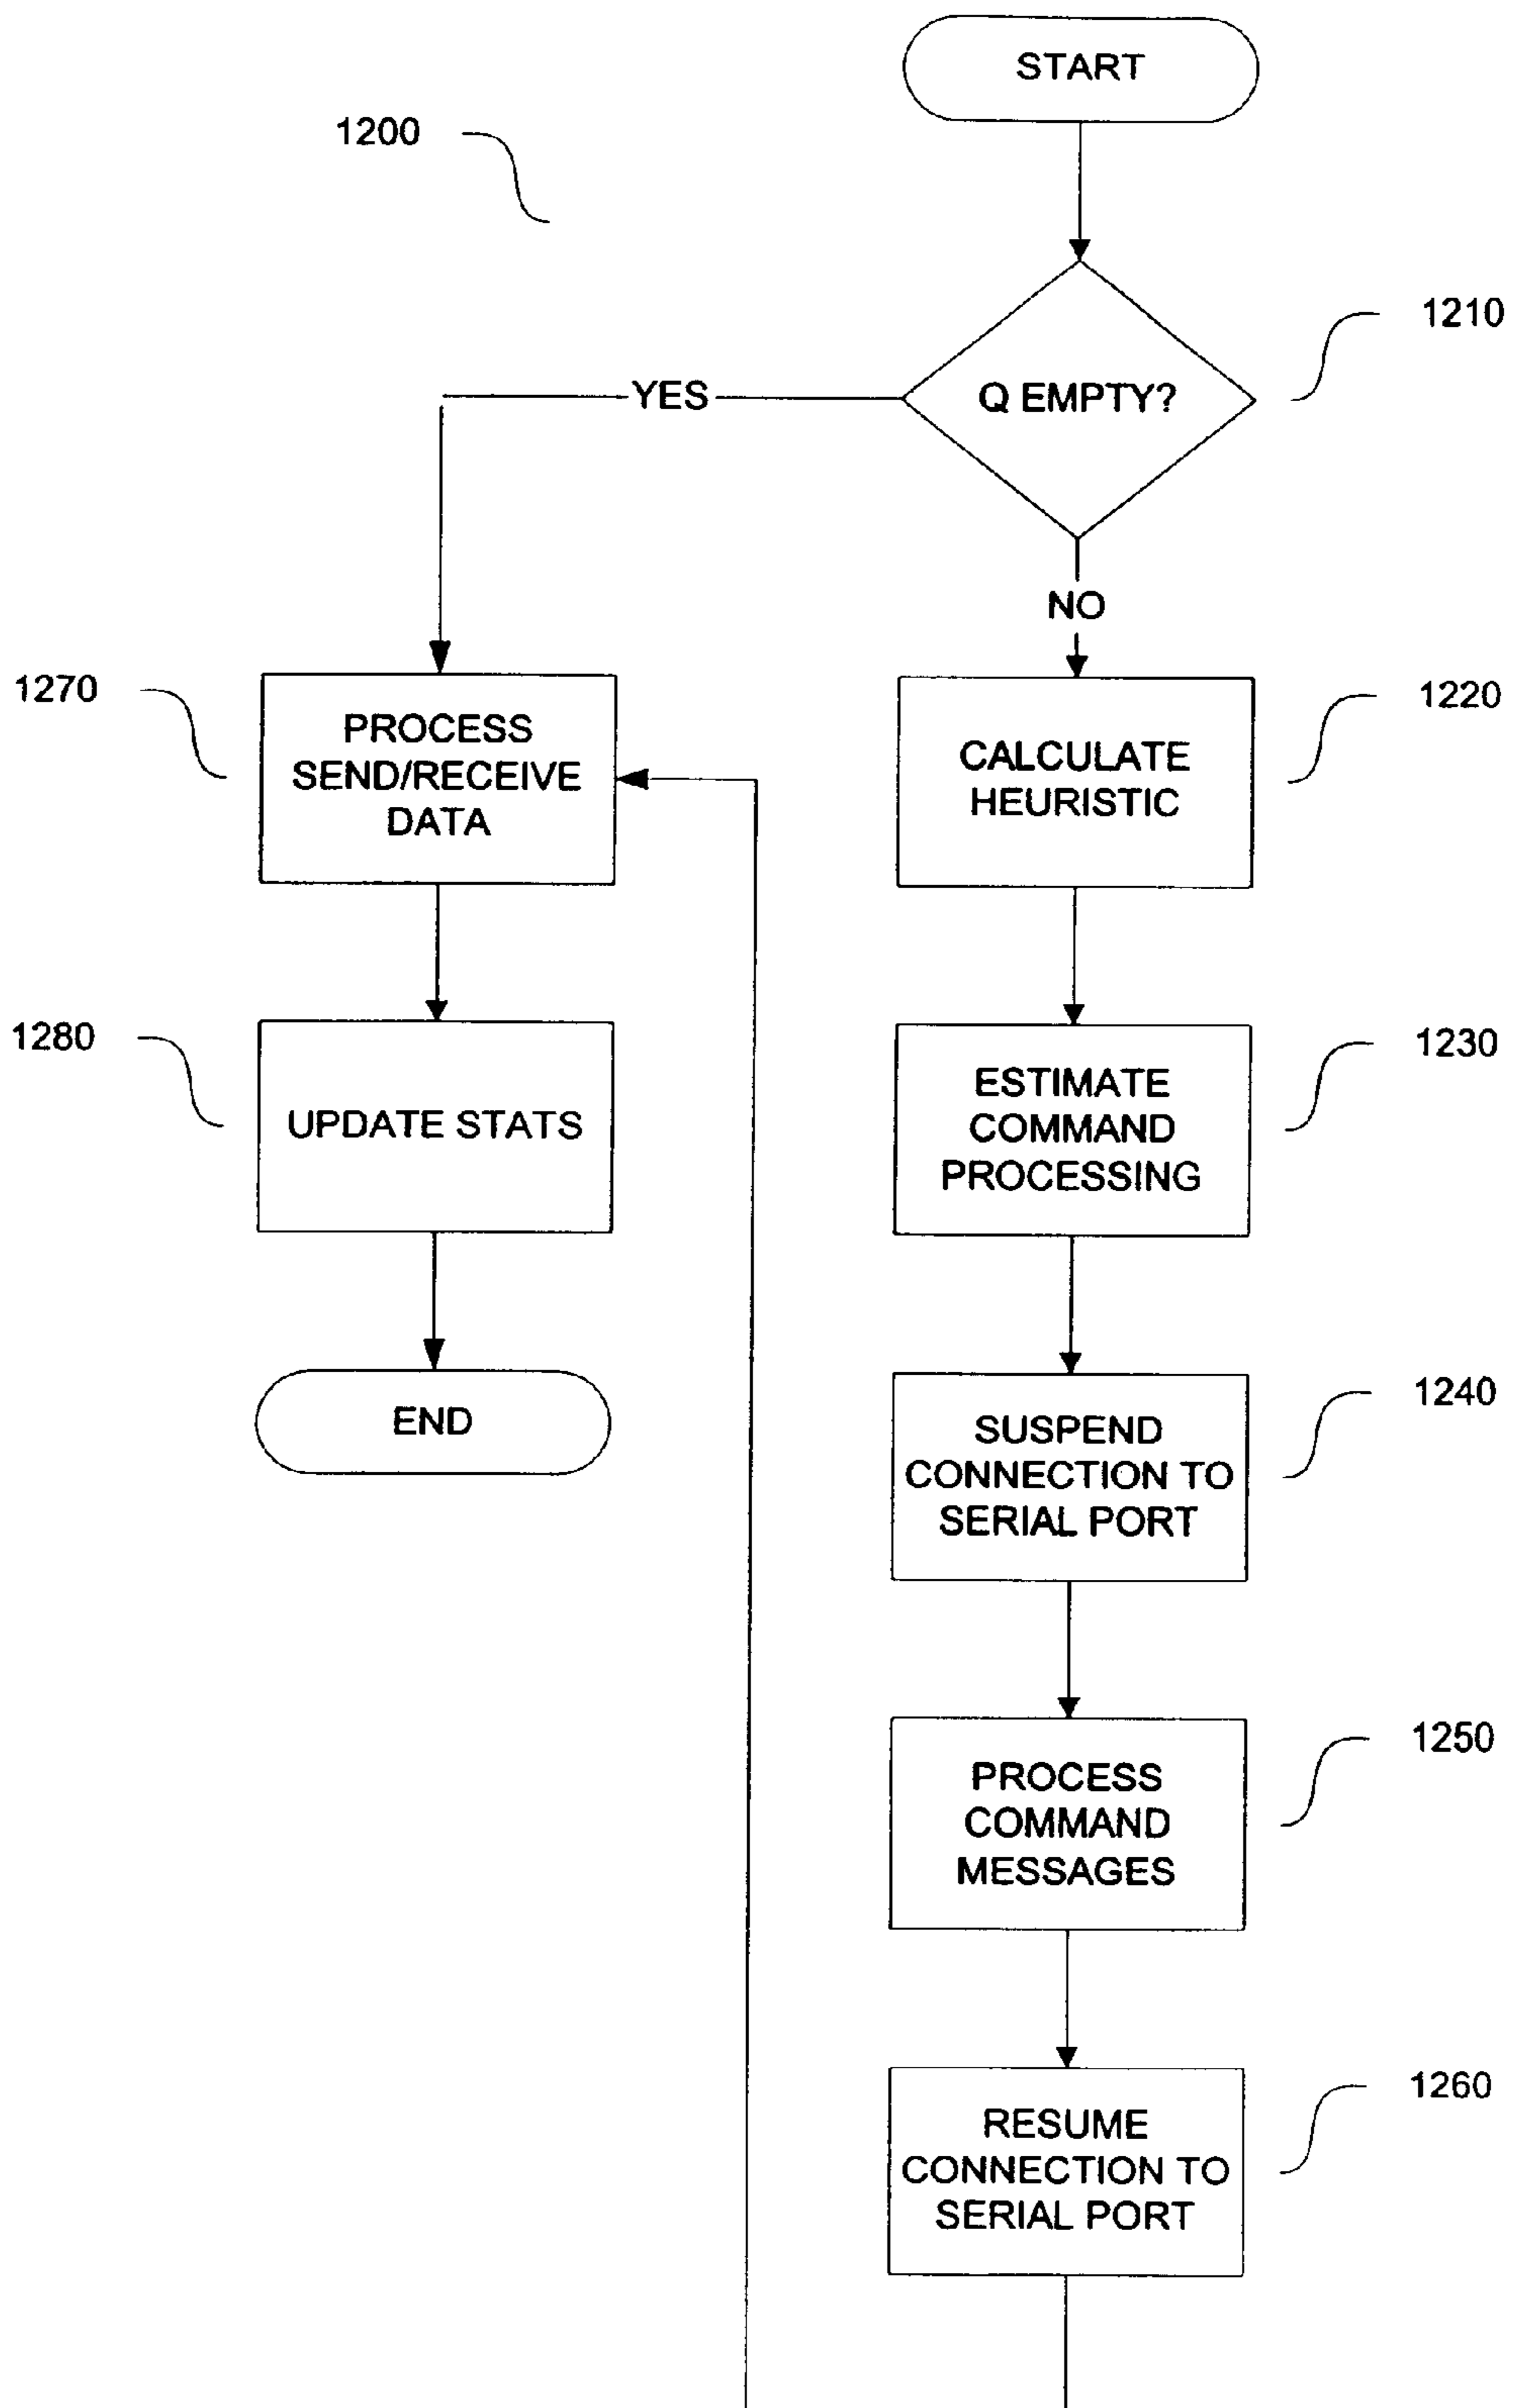 START
1200
1210
Q EMPTY?
YES
NO
1270
PROCESS
SEND/RECEIVE
DATA
1220
CALCULATE
HEURISTIC
1280
UPDATE STATS
1230
ESTIMATE
COMMAND
PROCESSING
END
1240
SUSPEND
CONNECTION TO
SERIAL PORT
1250
PROCESS
COMMAND
MESSAGES
1260
RESUME
CONNECTION TO
SERIAL PORT